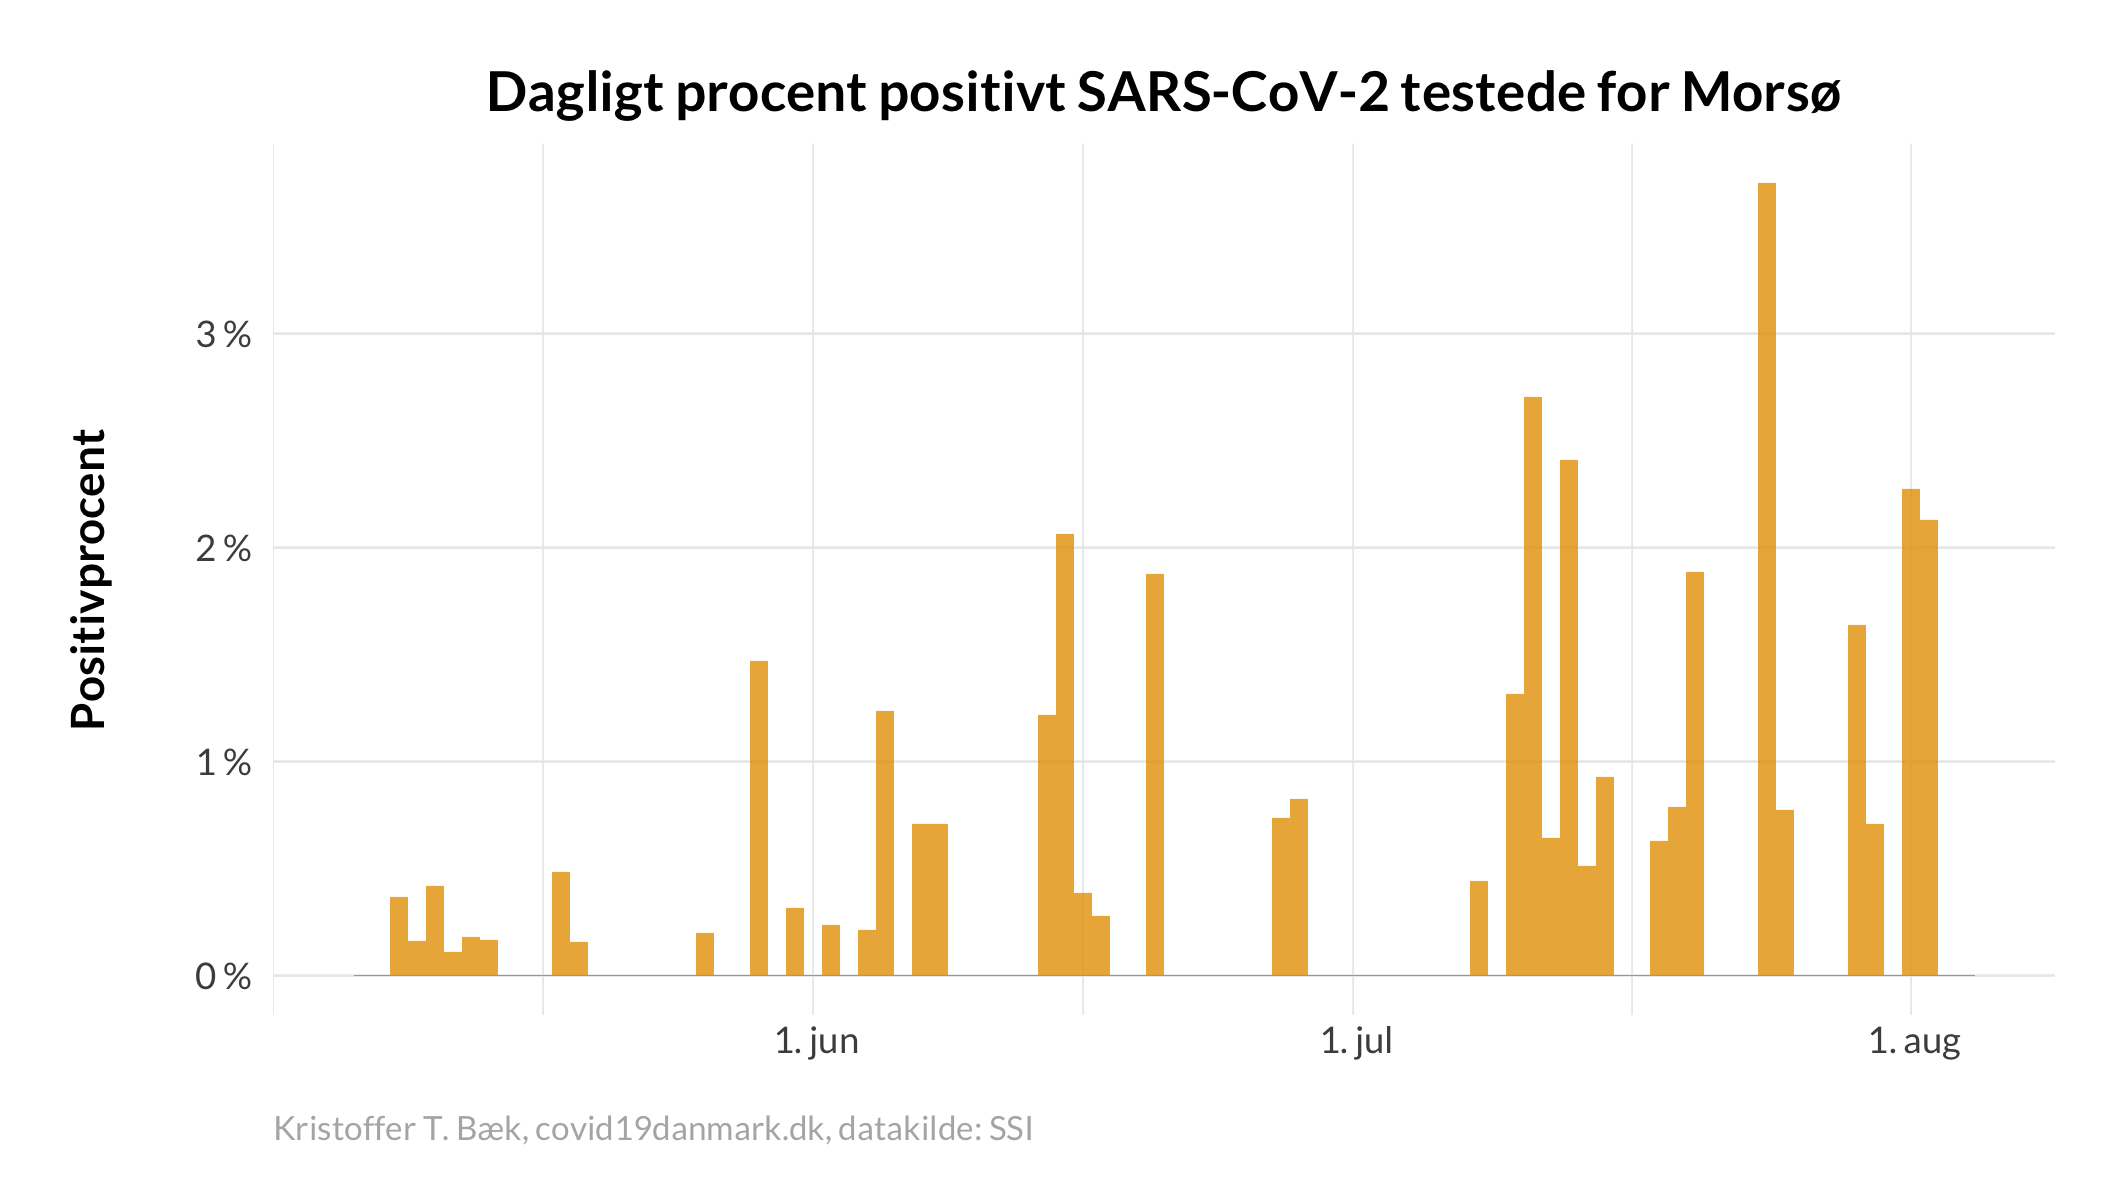 Dagligt procent positivt SARS-CoV-2 testede for Morsø
Positivprocent
3 %
2 %
1 %
0 %
1. jun
1. jul
1. aug
Kristoffer T. Bæk, covid19danmark.dk, datakilde: SSI